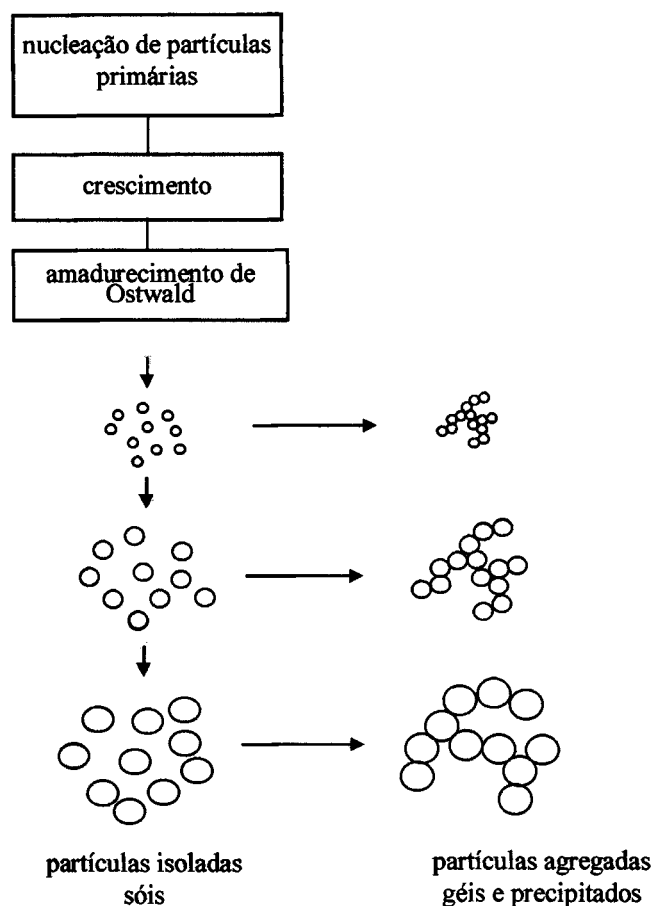 nucleação de partículas
primárias
crescimento
amadurecimento de
Ostwald
partículas isoladas
sóis
partículas agregadas
géis e precipitados